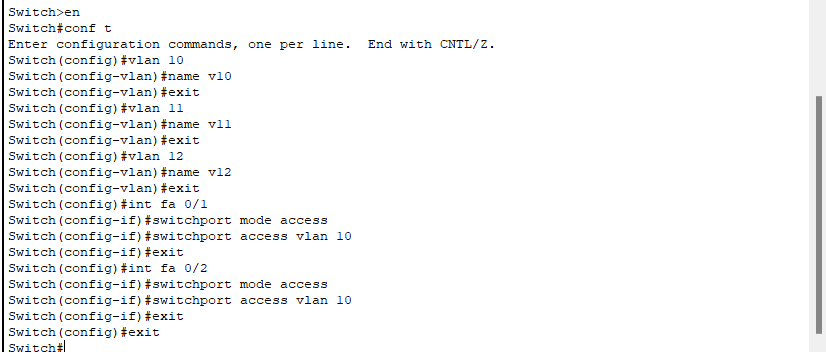 Switch>en
Switch#conf t
Enter configuration commands, one per line.  End with CNTL/Z.
Switch(config)#vlan 10
Switch(config-vlan)#name v10
Switch(config-vlan)#exit
Switch(config)#vlan 11
Switch(config-vlan)#name v11
Switch(config-vlan)#exit
Switch(config)#vlan 12
Switch(config-vlan)#name v12
Switch(config-vlan)#exit
Switch(config)#int fa 0/1
Switch(config-if)#switchport mode access
Switch(config-if)#switchport access vlan 10
Switch(config-if)#exit
Switch(config)#int fa 0/2
Switch(config-if)#switchport mode access
Switch(config-if)#switchport access vlan 10
Switch(config-if)#exit
Switch(config)#exit
Switch#